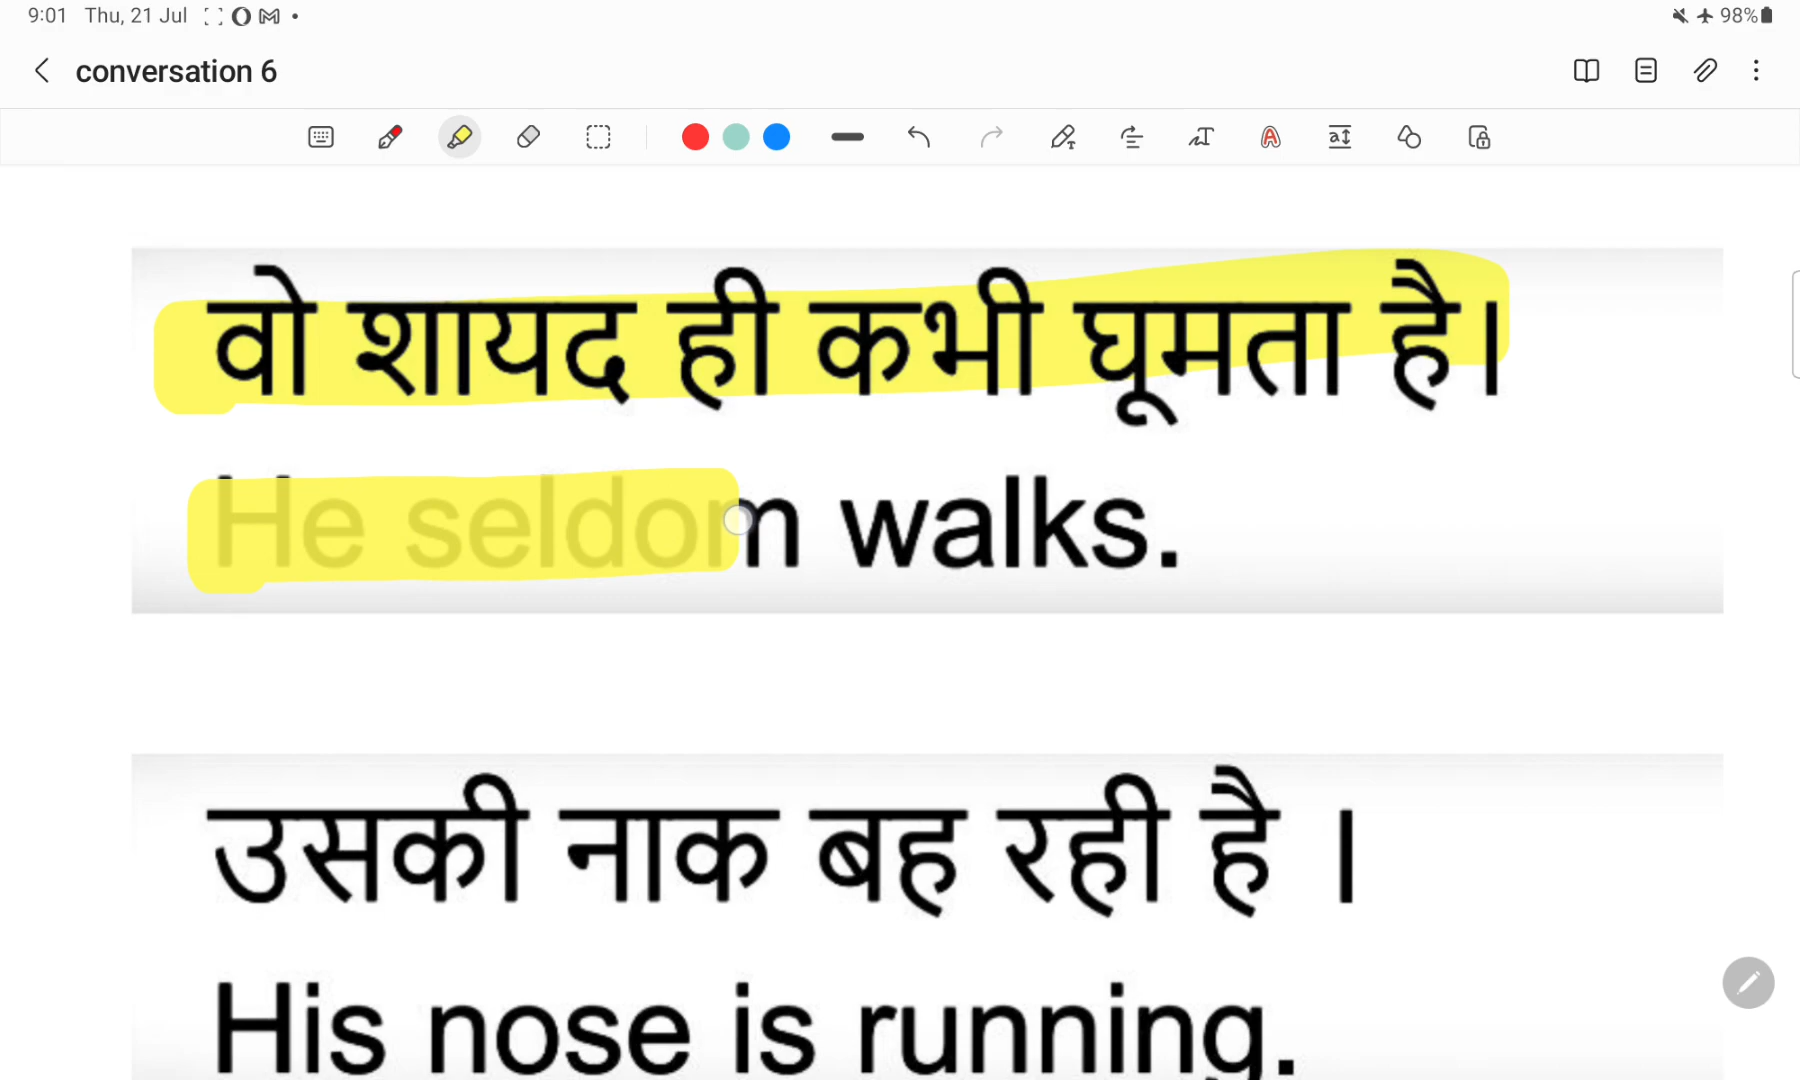 9:01 Thu, 21 Jul 98%
conversation 6
वो शायद ही कभी घूमता है।
He seldom walks.
उसकी नाक बह रही है ।
His nose is running.